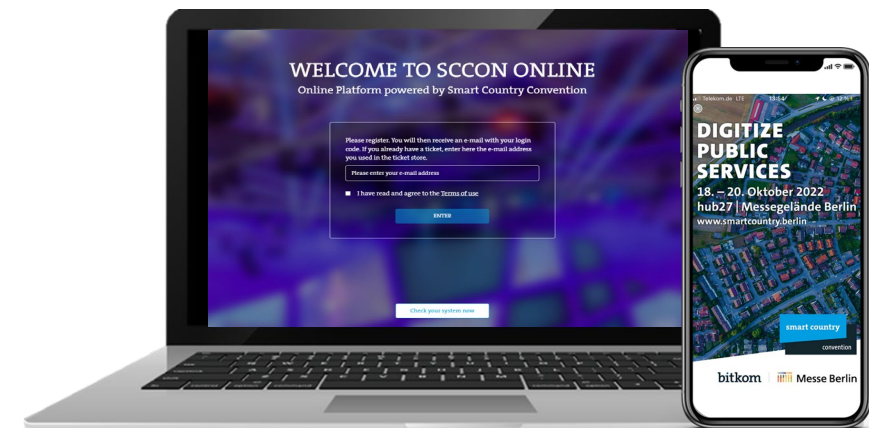 WELCOME TO SCCON ONLINE
Online Platform powered by Smart Country Convention
Please register. You will then receive an e-mail with your login
code. If you already have a ticket, enter here the e-mail address
you used in the ticket store.
Please enter your e-mail address
I have read and agree to the Terms of use
ENTER
Check your system now
Telekom.de LTE 13:54
DIGITIZE
PUBLIC
SERVICES
18. – 20. Oktober 2022
hub27 | Messegelände Berlin
www.smartcountry.berlin
smart country
convention
bitkom
Messe Berlin